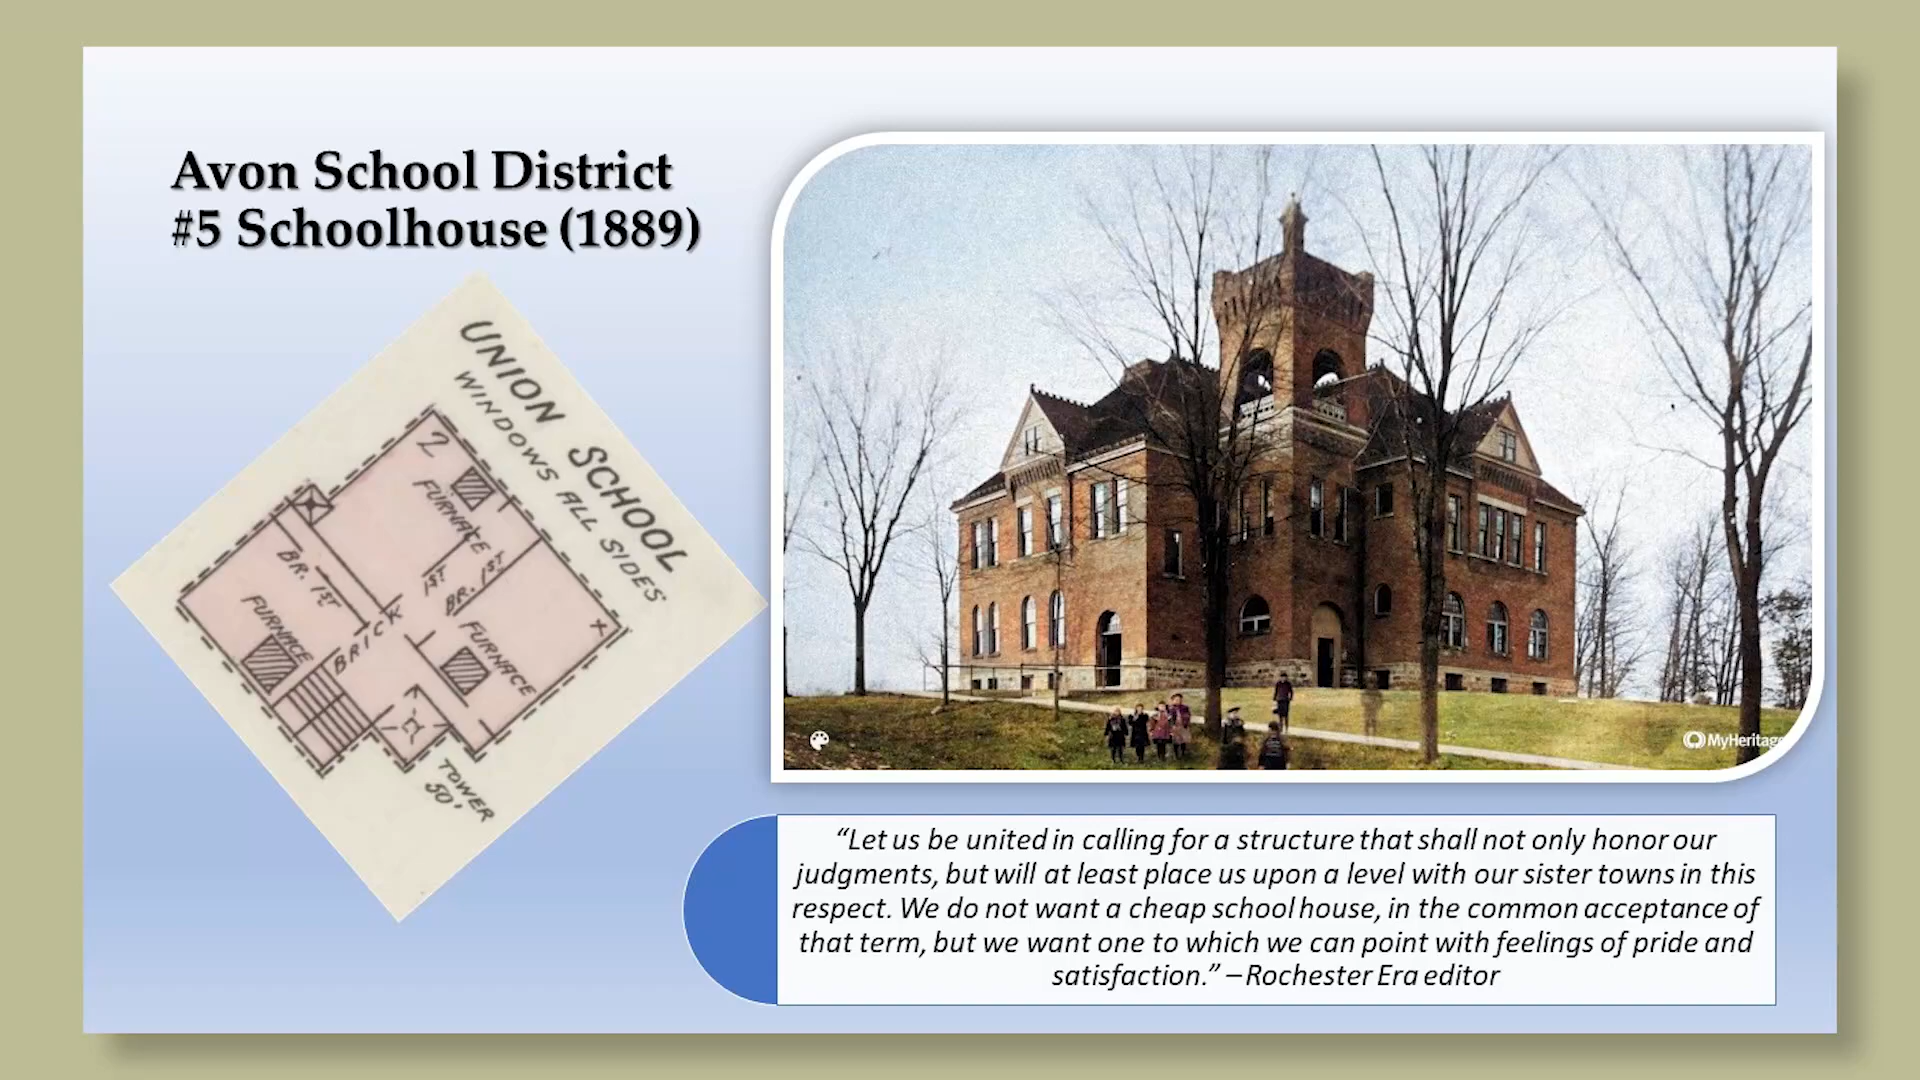 Avon School District
#5 Schoolhouse (1889)
UNION SCHOOL
WINDOWS ALL SIDES
2
FURNACE
1ST
BR. 1ST
BR. 1ST
FURNACE
BRICK
FURNACE
TOWER
50'
MyHeritage
“Let us be united in calling for a structure that shall not only honor our
judgments, but will at least place us upon a level with our sister towns in this
respect. We do not want a cheap school house, in the common acceptance of
that term, but we want one to which we can point with feelings of pride and
satisfaction.” – Rochester Era editor